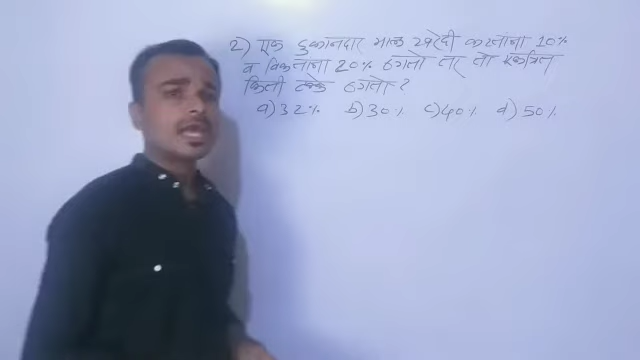 2) एक दुकानदार माल खरेदी करतांना 10%
व विकतांना 20% ठगतो तर तो एकत्रित
किती टक्के ठगतो ?
a) 32% b) 30% c) 40% d) 50%